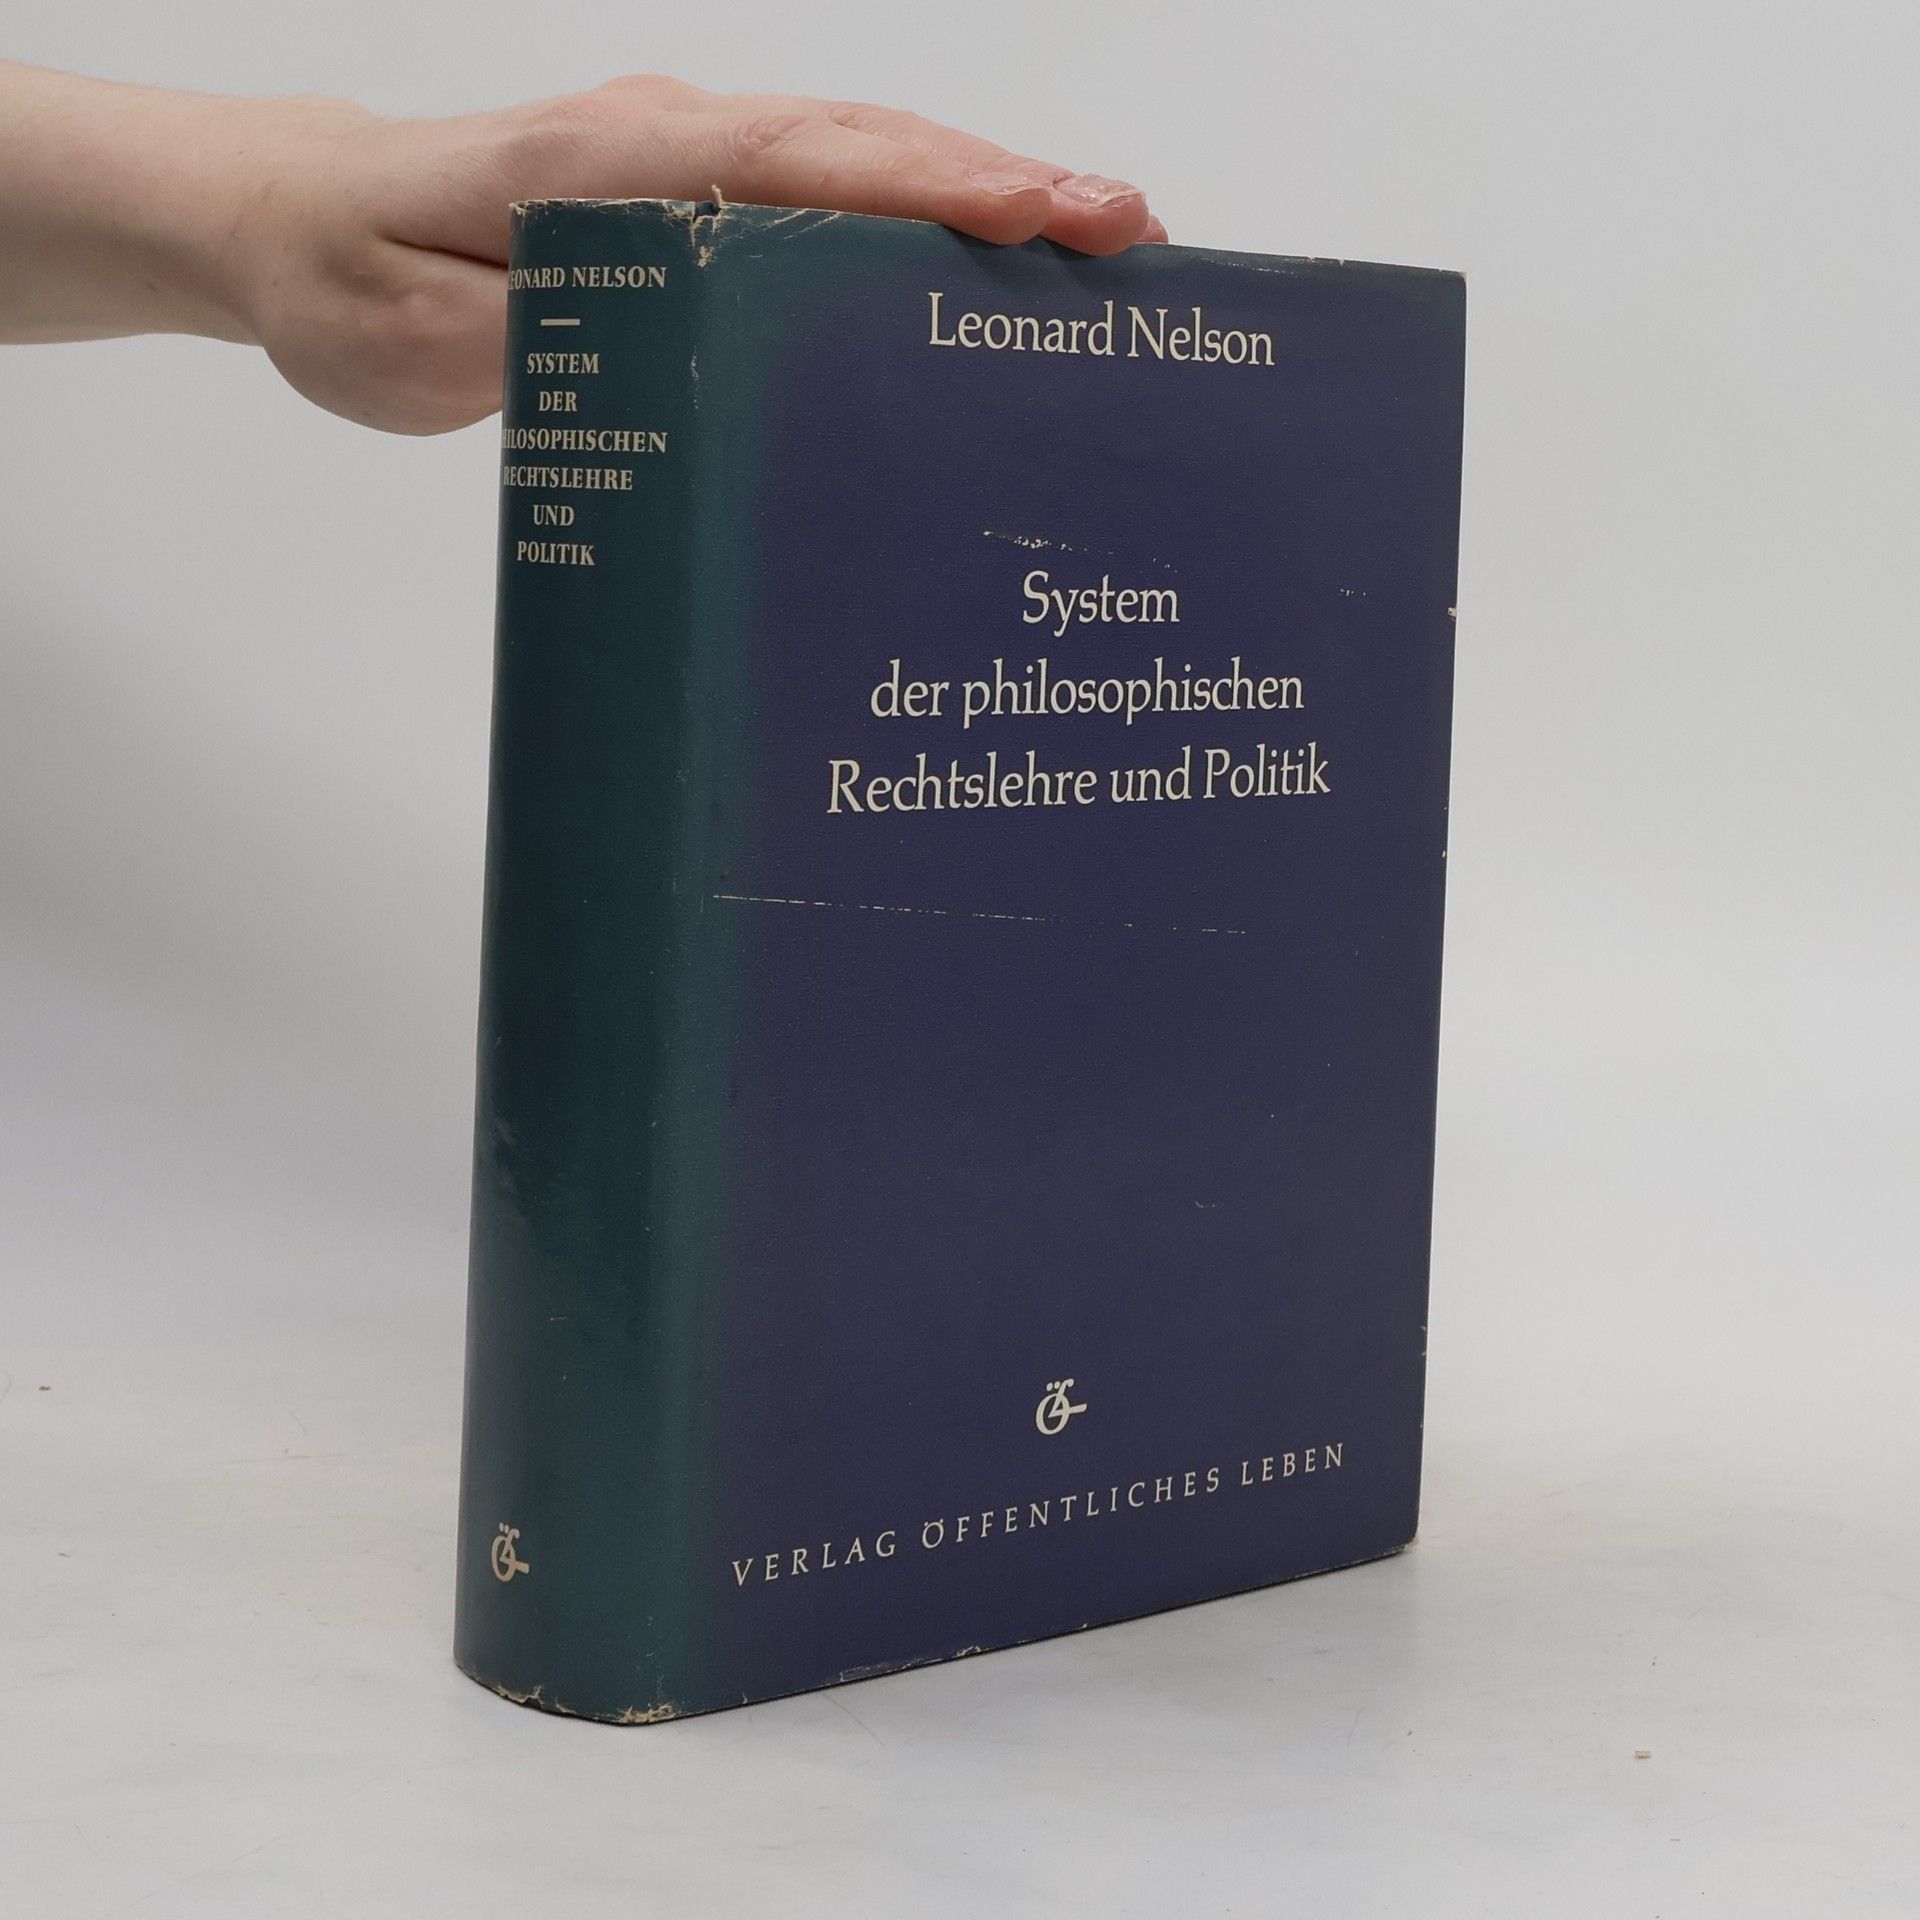 LEONARD NELSON
SYSTEM
DER
PHILOSOPHISCHEN
RECHTSLEHRE
UND
POLITIK
Leonard Nelson
System
der philosophischen
Rechtslehre und Politik
VERLAG ÖFFENTLICHES LEBEN